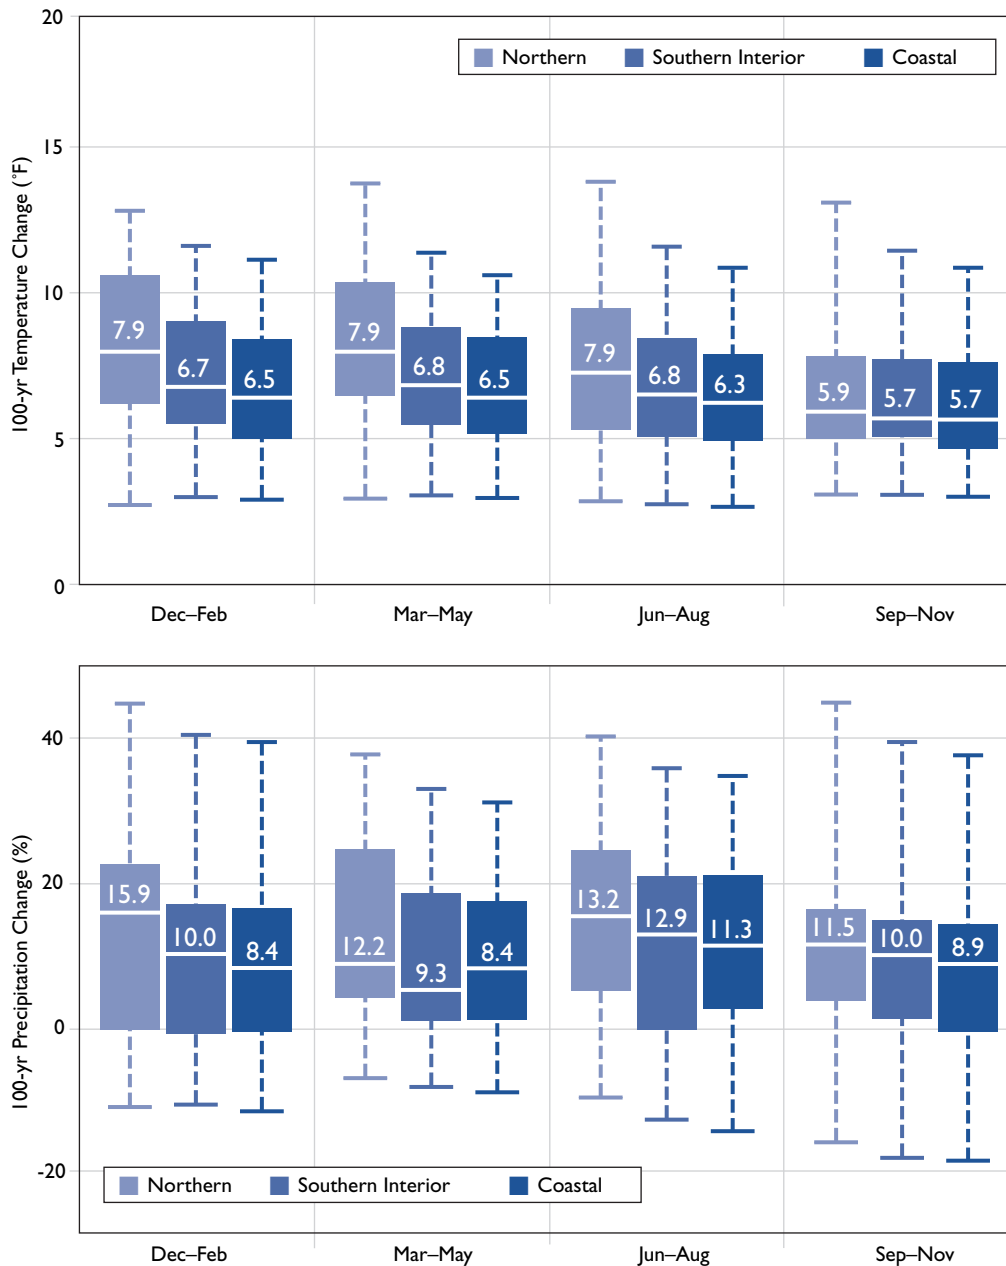 20
Northern Southern Interior Coastal
15
100-yr Temperature Change (°F)
10
7.9 6.7 6.5 7.9 6.8 6.5 7.9 6.8 6.3 5.9 5.7 5.7
5
0
Dec–Feb Mar–May Jun–Aug Sep–Nov
40
100-yr Precipitation Change (%)
20
15.9 10.0 8.4 12.2 9.3 8.4 13.2 12.9 11.3 11.5 10.0 8.9
0
-20
Northern Southern Interior Coastal
Dec–Feb Mar–May Jun–Aug Sep–Nov